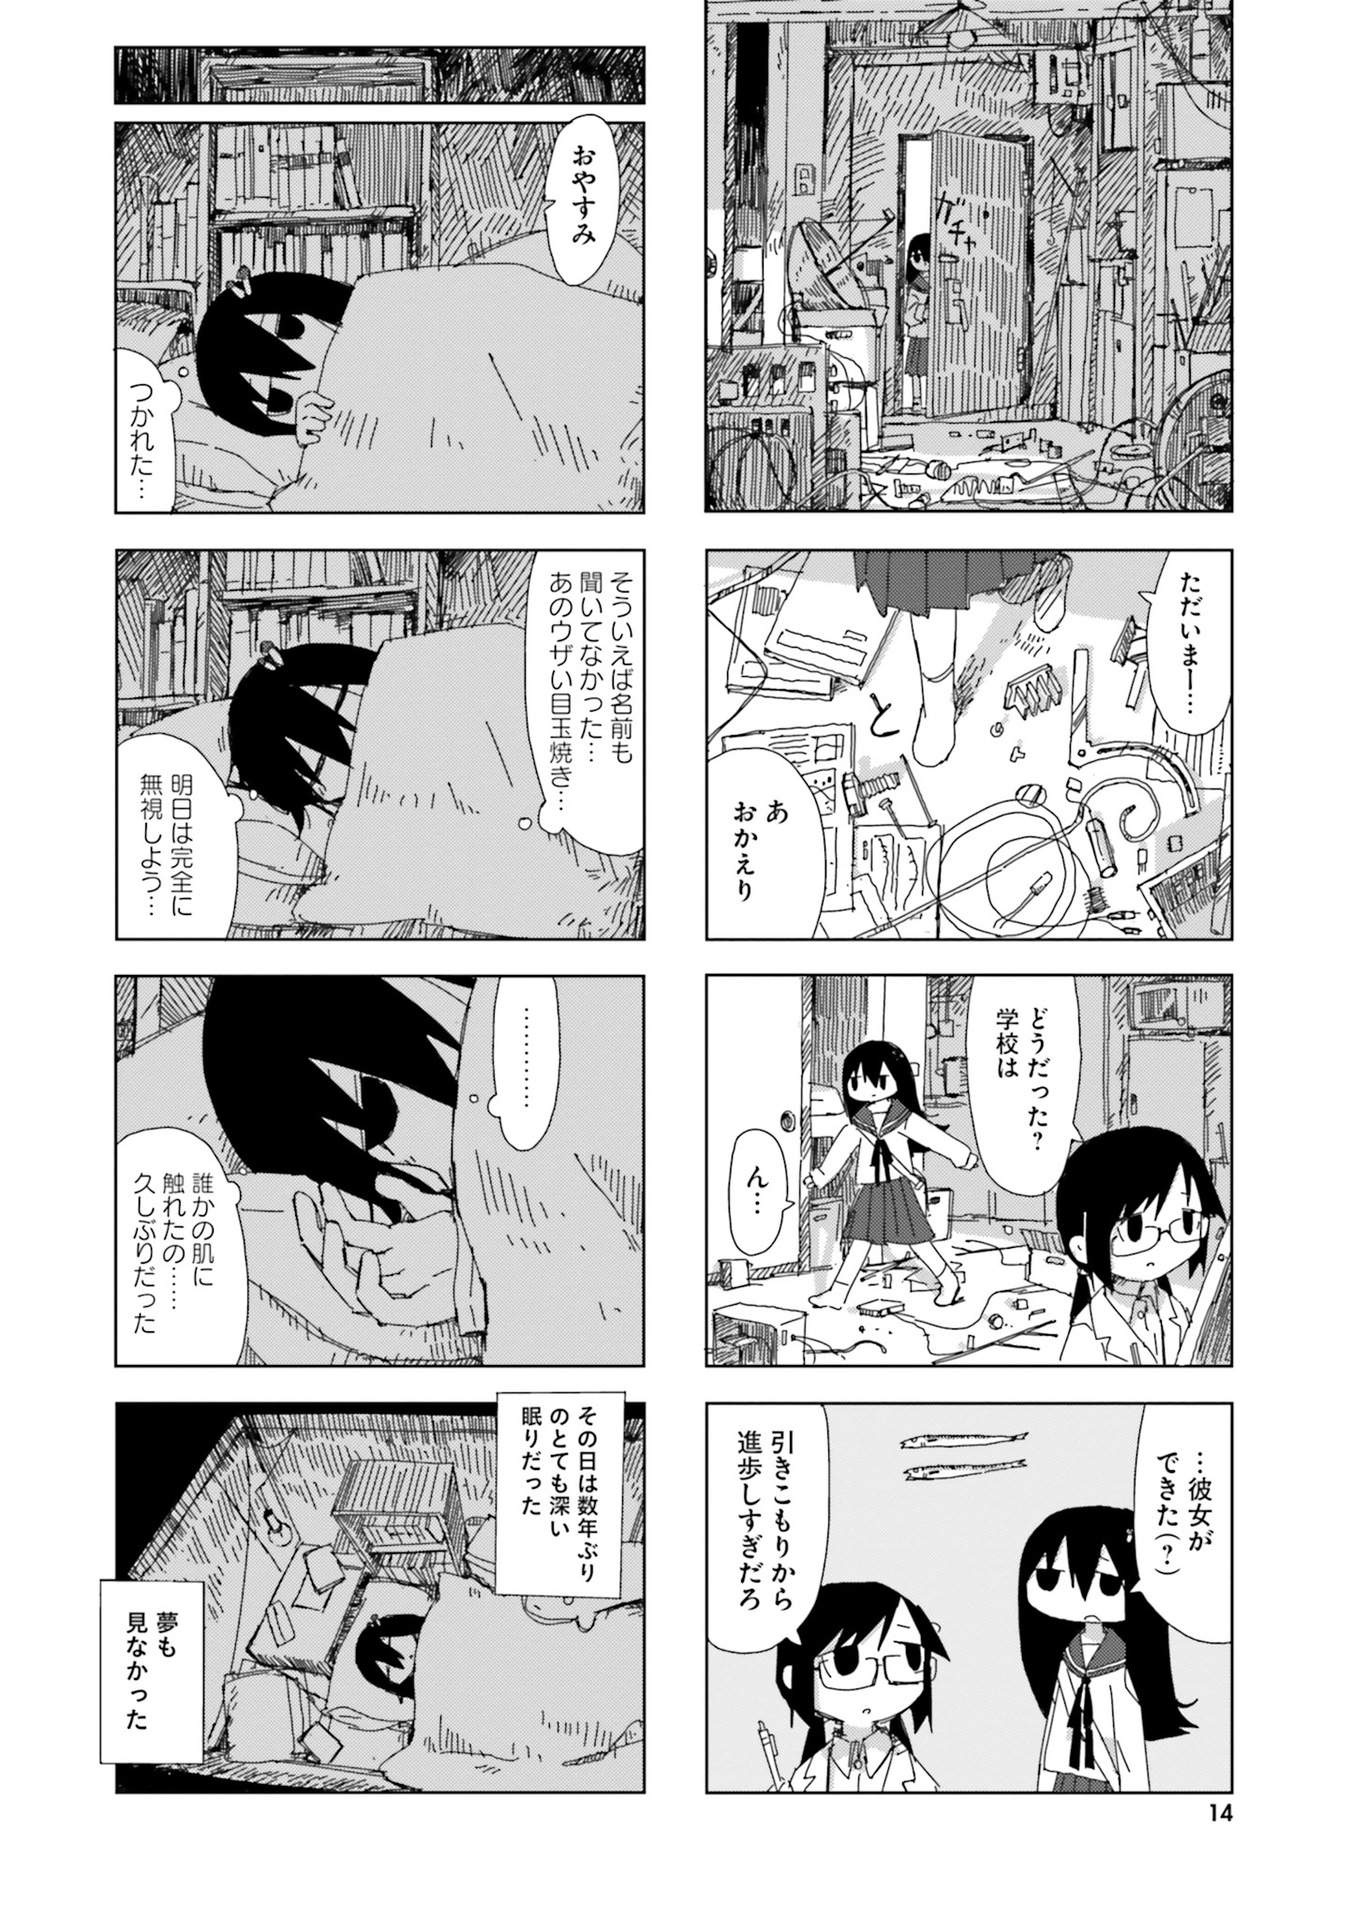 ガチャ
ただいまー…
と
あ
おかえり
どうだった?
学校は
ん…
…彼女が
できた(?)
引きこもりから
進歩しすぎだろ
おやすみ
つかれた…
そういえば名前も
聞いてなかった…
あのウザい目玉焼き…
明日は完全に
無視しよう…
…………
誰かの肌に
触れたの……
久しぶりだった
その日は数年ぶり
のとても深い
眠りだった
夢も
見なかった
14